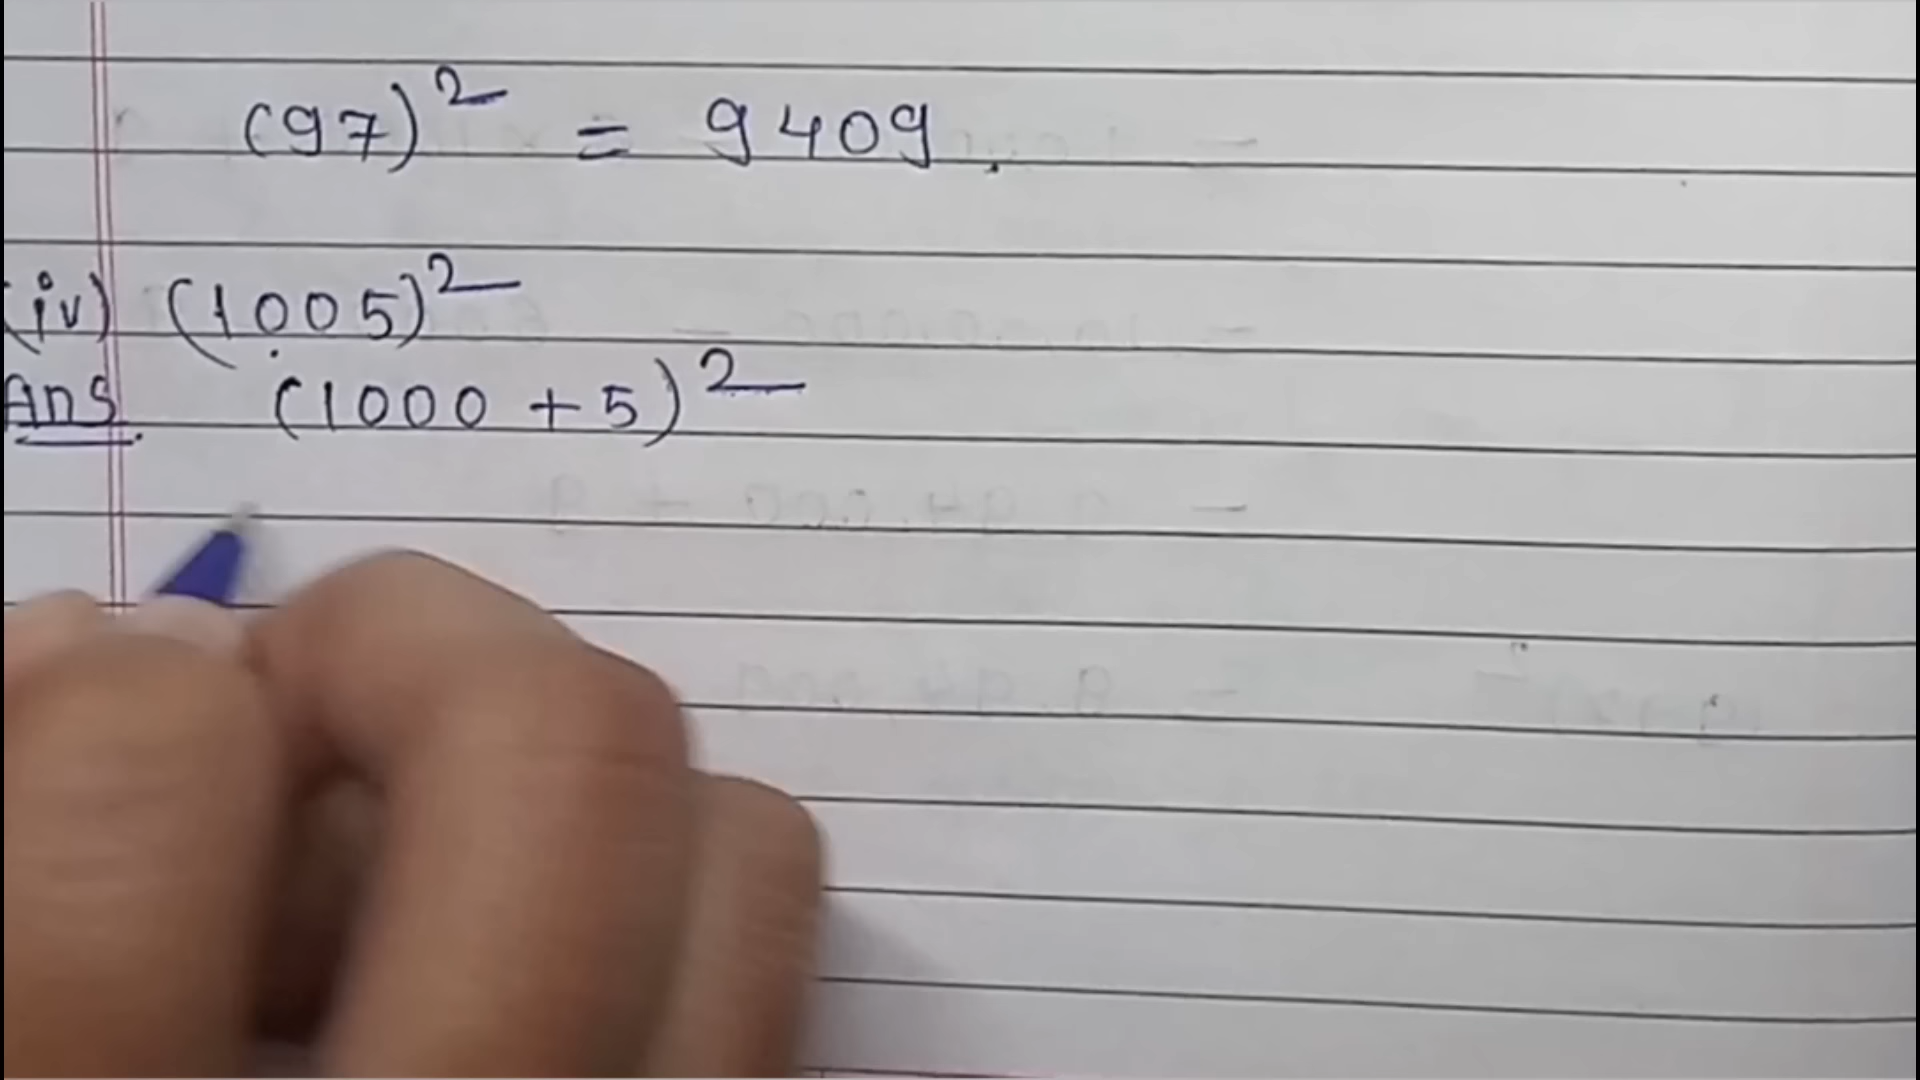 (97)² = 9409.
(iv) (1005)²
Ans. (1000 + 5)²